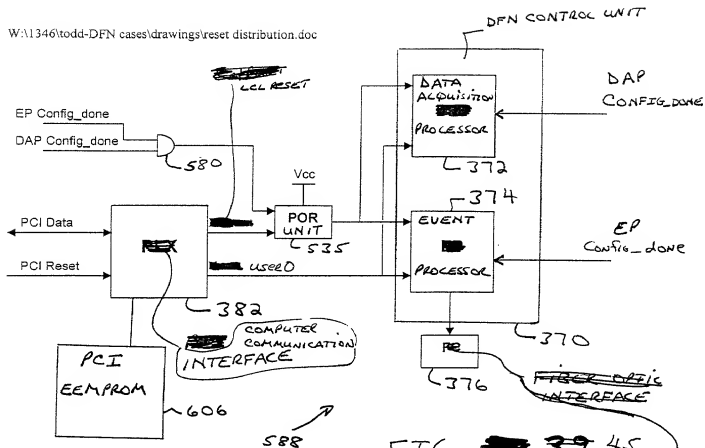 DFN CONTROL UNIT
W:\1346\todd-DFN cases\drawings\reset distribution.doc
LCL RESET
DATA
ACQUISITION
PROCESSOR
DAP
CONFIG_DONE
EP Config_done
DAP Config_done
580
372
Vcc
374
PCI Data
POR
UNIT
535
EVENT
PROCESSOR
EP
Config_done
PCI Reset
USERO
382
COMPUTER
COMMUNICATION
INTERFACE
370
PCI
EEMPROM
376
FIBER OPTIC
INTERFACE
606
588
FIG 39 45